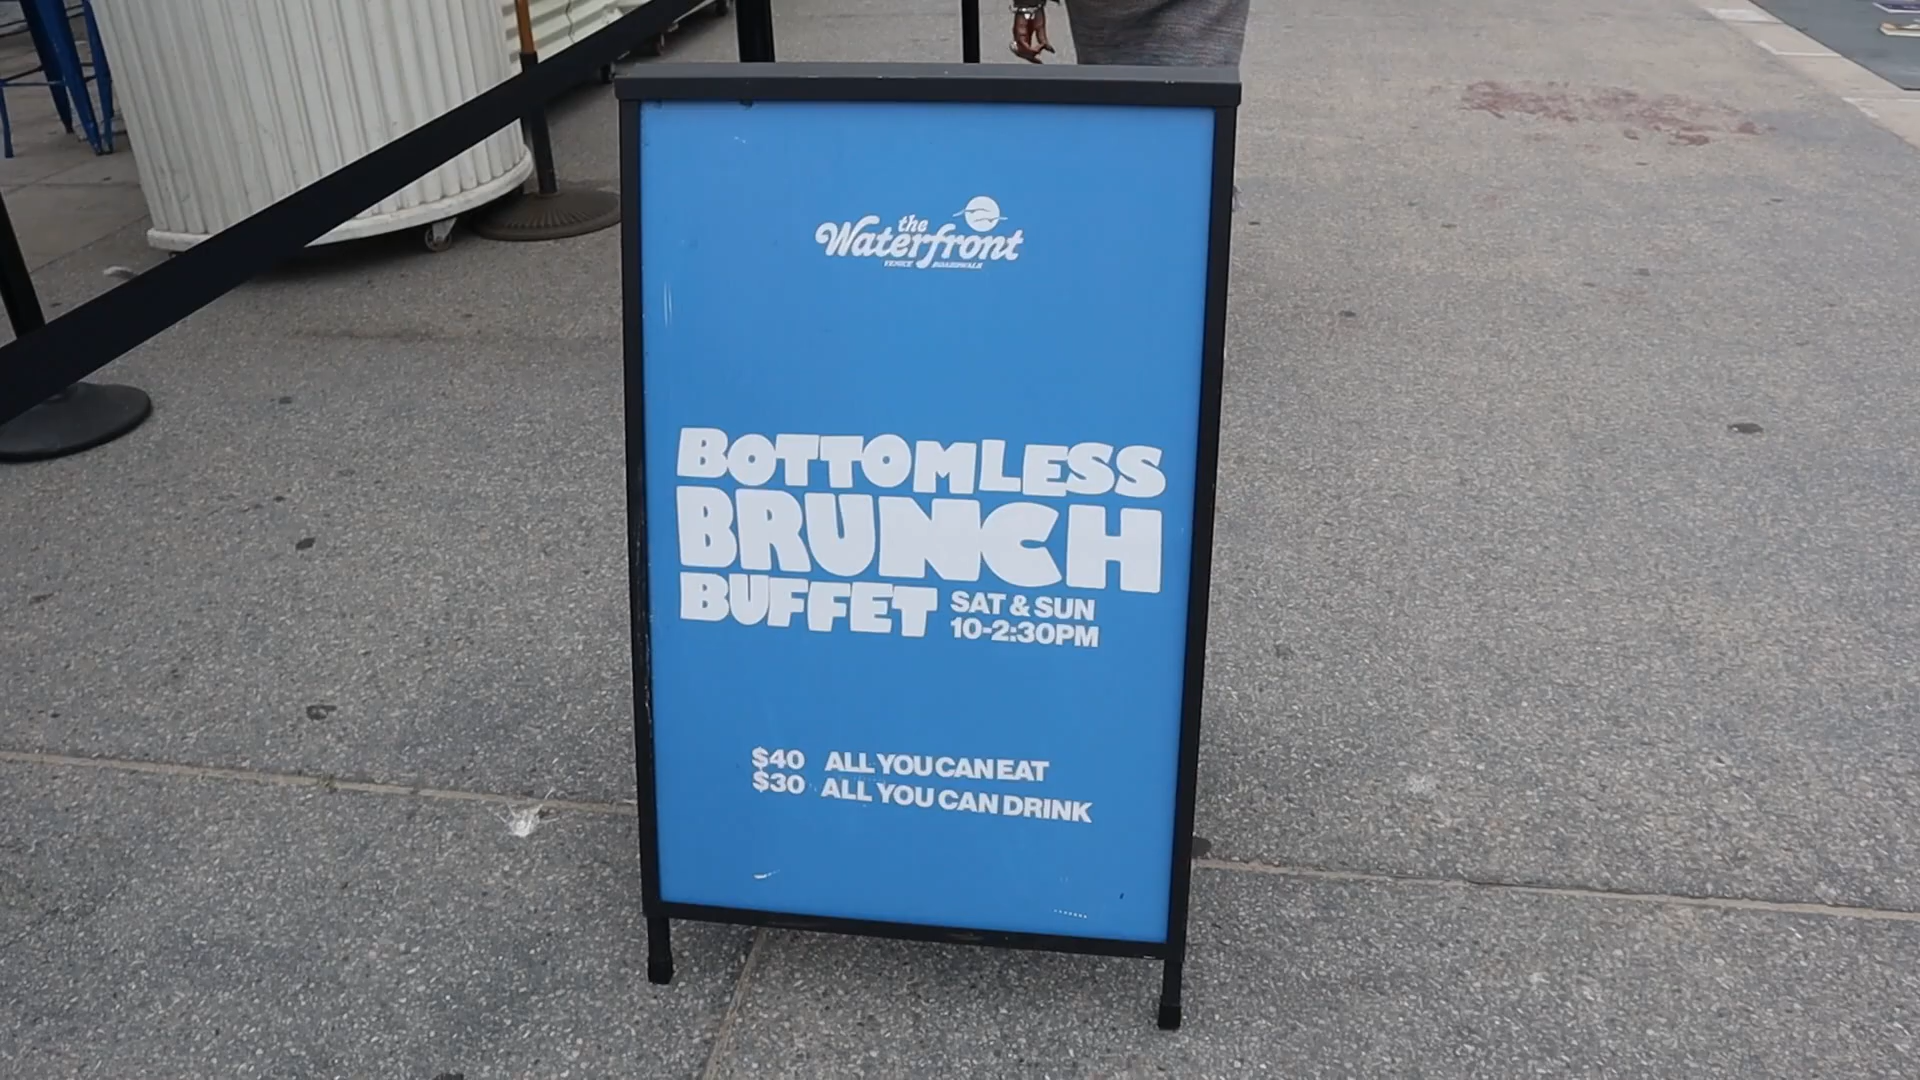 the
Waterfront
VENICE BOARDWALK
BOTTOMLESS
BRUNCH
BUFFET
SAT & SUN
10-2:30PM
$40 ALL YOU CAN EAT
$30 ALL YOU CAN DRINK